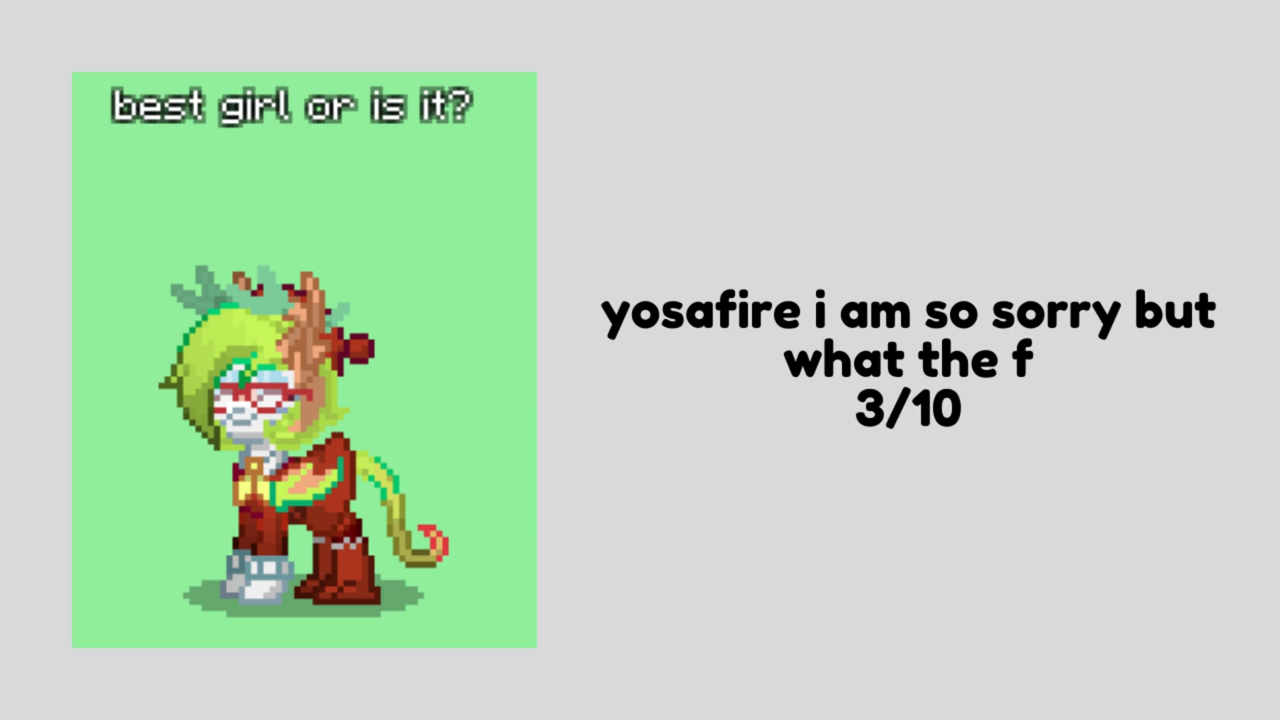 best girl or is it?
yosafire i am so sorry but
what the f
3/10